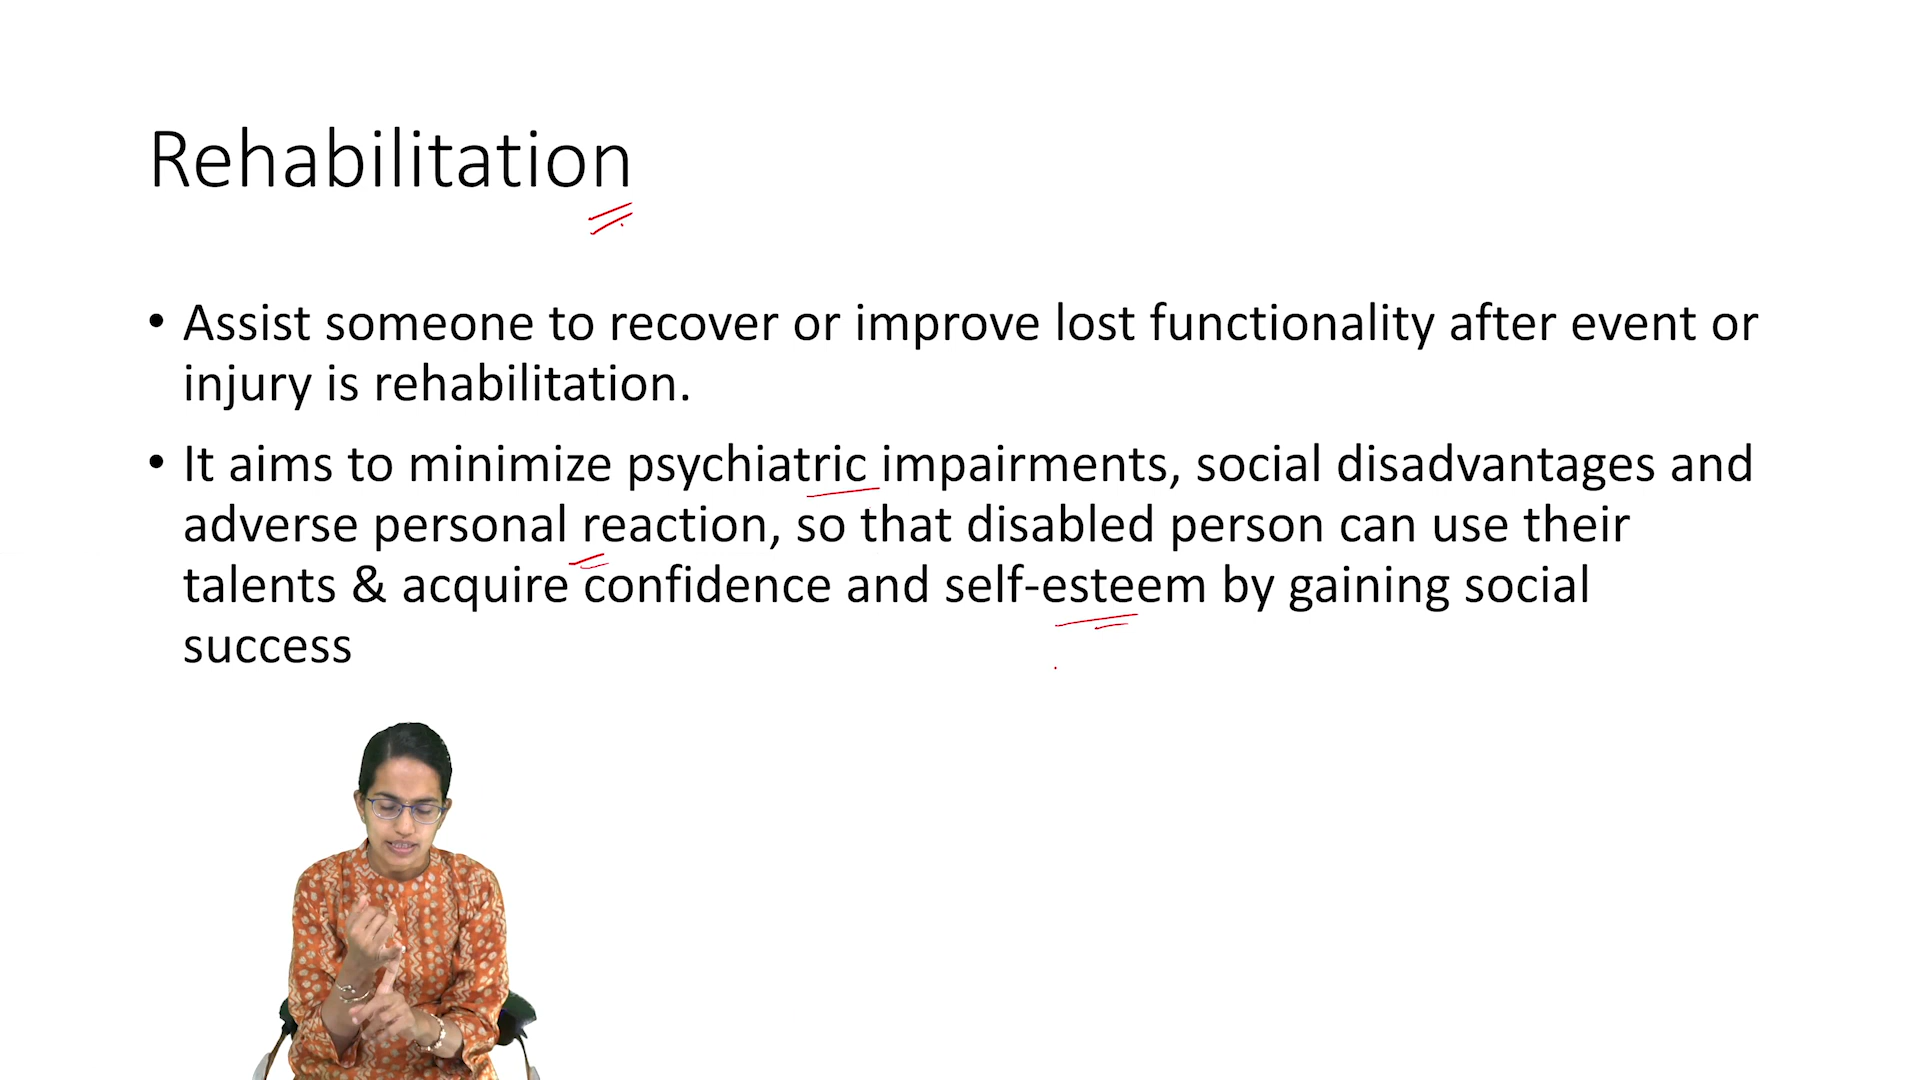 Rehabilitation
• Assist someone to recover or improve lost functionality after event or
injury is rehabilitation.
• It aims to minimize psychiatric impairments, social disadvantages and
adverse personal reaction, so that disabled person can use their
talents & acquire confidence and self-esteem by gaining social
success